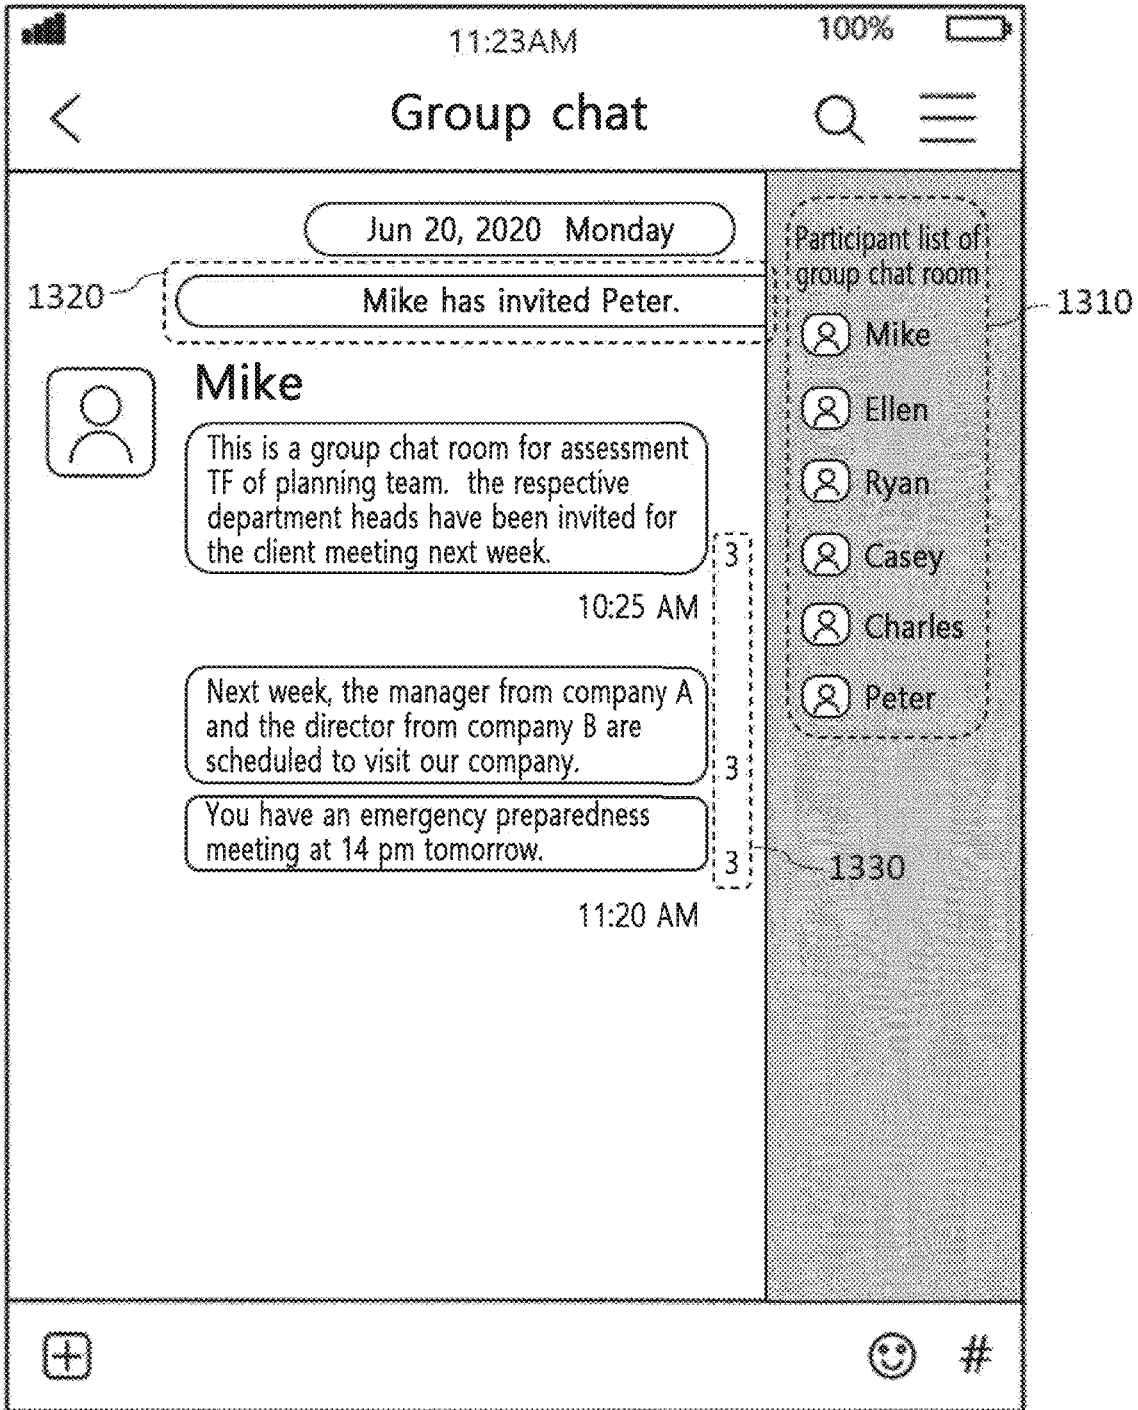 11:23AM
100%
Group chat
Jun 20, 2020 Monday
1320
Mike has invited Peter.
Mike
This is a group chat room for assessment
TF of planning team. the respective
department heads have been invited for
the client meeting next week.
3
10:25 AM
Next week, the manager from company A
and the director from company B are
scheduled to visit our company.
3
You have an emergency preparedness
meeting at 14 pm tomorrow.
3
1330
11:20 AM
Participant list of
group chat room
1310
Mike
Ellen
Ryan
Casey
Charles
Peter
#